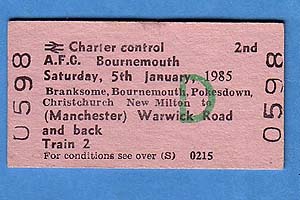 Charter control 2nd
A.F.C. Bournemouth
Saturday, 5th January, 1985
Branksome, Bournemouth, Pokesdown,
Christchurch New Milton to
(Manchester) Warwick Road
and back
Train 2
For conditions see over (S) 0215
D
0598
0598